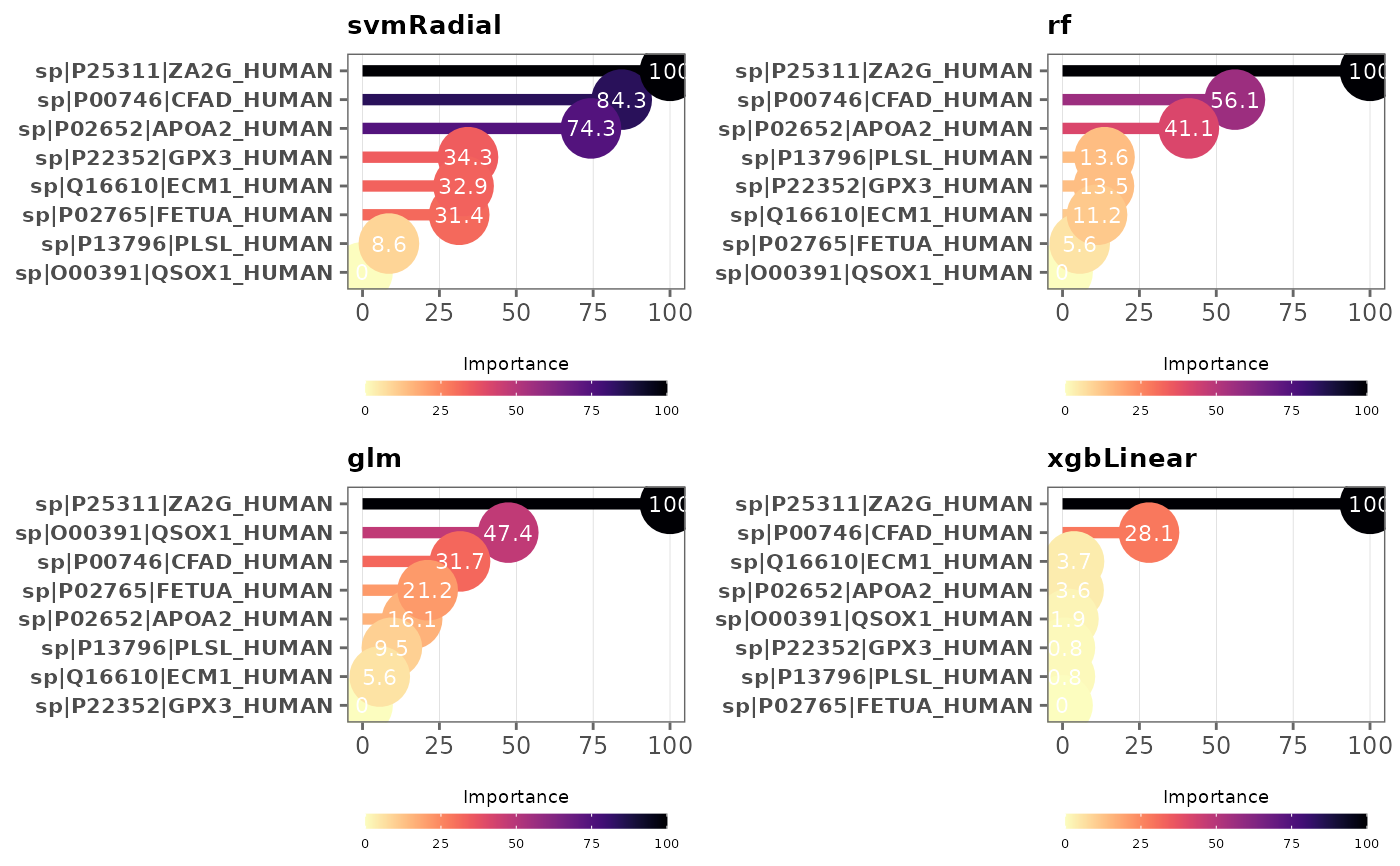 svmRadial
sp|P25311|ZA2G_HUMAN 100
sp|P00746|CFAD_HUMAN 84.3
sp|P02652|APOA2_HUMAN 74.3
sp|P22352|GPX3_HUMAN 34.3
sp|Q16610|ECM1_HUMAN 32.9
sp|P02765|FETUA_HUMAN 31.4
sp|P13796|PLSL_HUMAN 8.6
sp|O00391|QSOX1_HUMAN 0
0 25 50 75 100
Importance
0 25 50 75 100
rf
sp|P25311|ZA2G_HUMAN 100
sp|P00746|CFAD_HUMAN 56.1
sp|P02652|APOA2_HUMAN 41.1
sp|P13796|PLSL_HUMAN 13.6
sp|P22352|GPX3_HUMAN 13.5
sp|Q16610|ECM1_HUMAN 11.2
sp|P02765|FETUA_HUMAN 5.6
sp|O00391|QSOX1_HUMAN 0
0 25 50 75 100
Importance
0 25 50 75 100
glm
sp|P25311|ZA2G_HUMAN 100
sp|O00391|QSOX1_HUMAN 47.4
sp|P00746|CFAD_HUMAN 31.7
sp|P02765|FETUA_HUMAN 21.2
sp|P02652|APOA2_HUMAN 16.1
sp|P13796|PLSL_HUMAN 9.5
sp|Q16610|ECM1_HUMAN 5.6
sp|P22352|GPX3_HUMAN 0
0 25 50 75 100
Importance
0 25 50 75 100
xgbLinear
sp|P25311|ZA2G_HUMAN 100
sp|P00746|CFAD_HUMAN 28.1
sp|Q16610|ECM1_HUMAN 3.7
sp|P02652|APOA2_HUMAN 3.6
sp|O00391|QSOX1_HUMAN 1.9
sp|P22352|GPX3_HUMAN 0.8
sp|P13796|PLSL_HUMAN 0.8
sp|P02765|FETUA_HUMAN 0
0 25 50 75 100
Importance
0 25 50 75 100